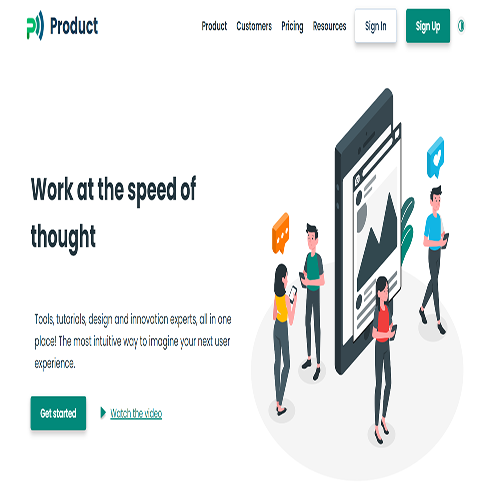 Product
Product Customers Pricing Resources Sign In Sign Up
Work at the speed of
thought
Tools, tutorials, design and innovation experts, all in one
place! The most intuitive way to imagine your next user
experience.
Get started Watch the video